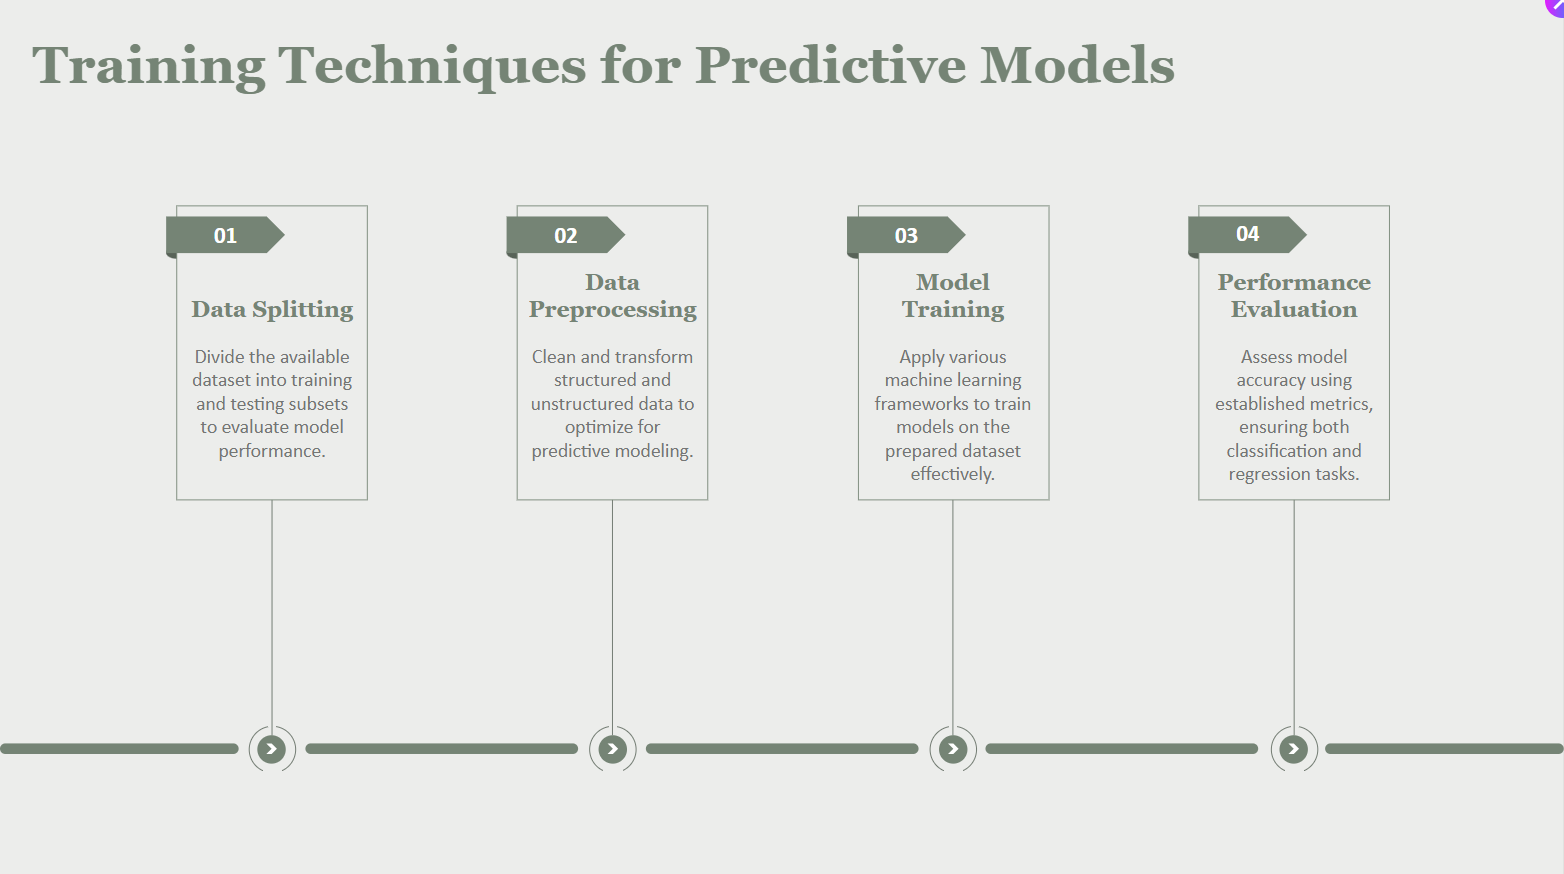 Training Techniques for Predictive Models
01
Data Splitting
Divide the available
dataset into training
and testing subsets
to evaluate model
performance.
02
Data
Preprocessing
Clean and transform
structured and
unstructured data to
optimize for
predictive modeling.
03
Model
Training
Apply various
machine learning
frameworks to train
models on the
prepared dataset
effectively.
04
Performance
Evaluation
Assess model
accuracy using
established metrics,
ensuring both
classification and
regression tasks.